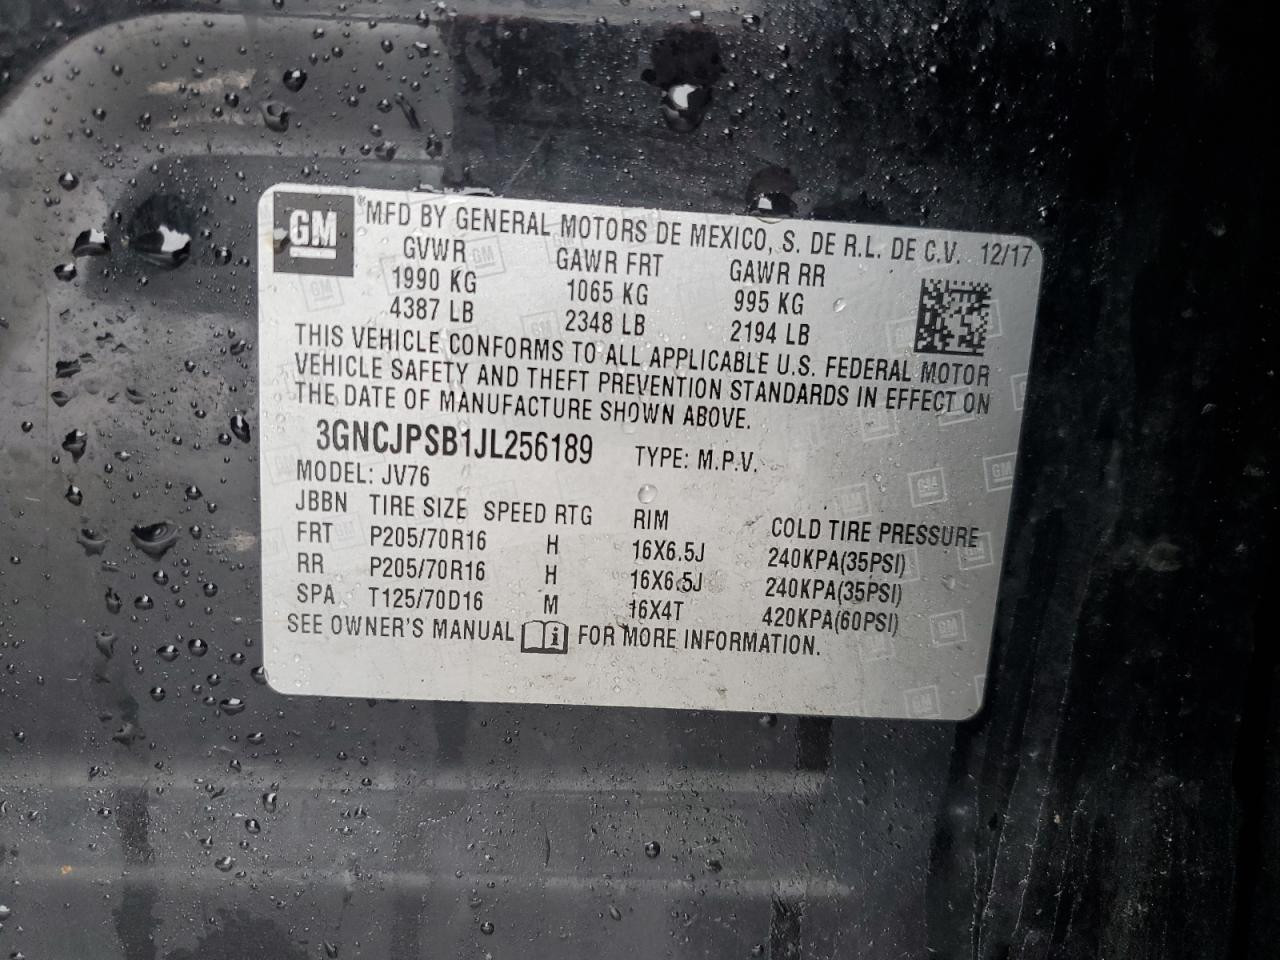 GM ®MFD BY GENERAL MOTORS DE MEXICO, S. DE R.L. DE C.V. 12/17
GVWR GAWR FRT GAWR RR
1990 KG 1065 KG 995 KG
4387 LB 2348 LB 2194 LB
THIS VEHICLE CONFORMS TO ALL APPLICABLE U.S. FEDERAL MOTOR
VEHICLE SAFETY AND THEFT PREVENTION STANDARDS IN EFFECT ON
THE DATE OF MANUFACTURE SHOWN ABOVE.
3GNCJPSB1JL256189 TYPE: M.P.V.
MODEL: JV76
JBBN TIRE SIZE SPEED RTG RIM COLD TIRE PRESSURE
FRT P205/70R16 H 16X6.5J 240KPA(35PSI)
RR P205/70R16 H 16X6.5J 240KPA(35PSI)
SPA T125/70D16 M 16X4T 420KPA(60PSI)
SEE OWNER'S MANUAL i FOR MORE INFORMATION.